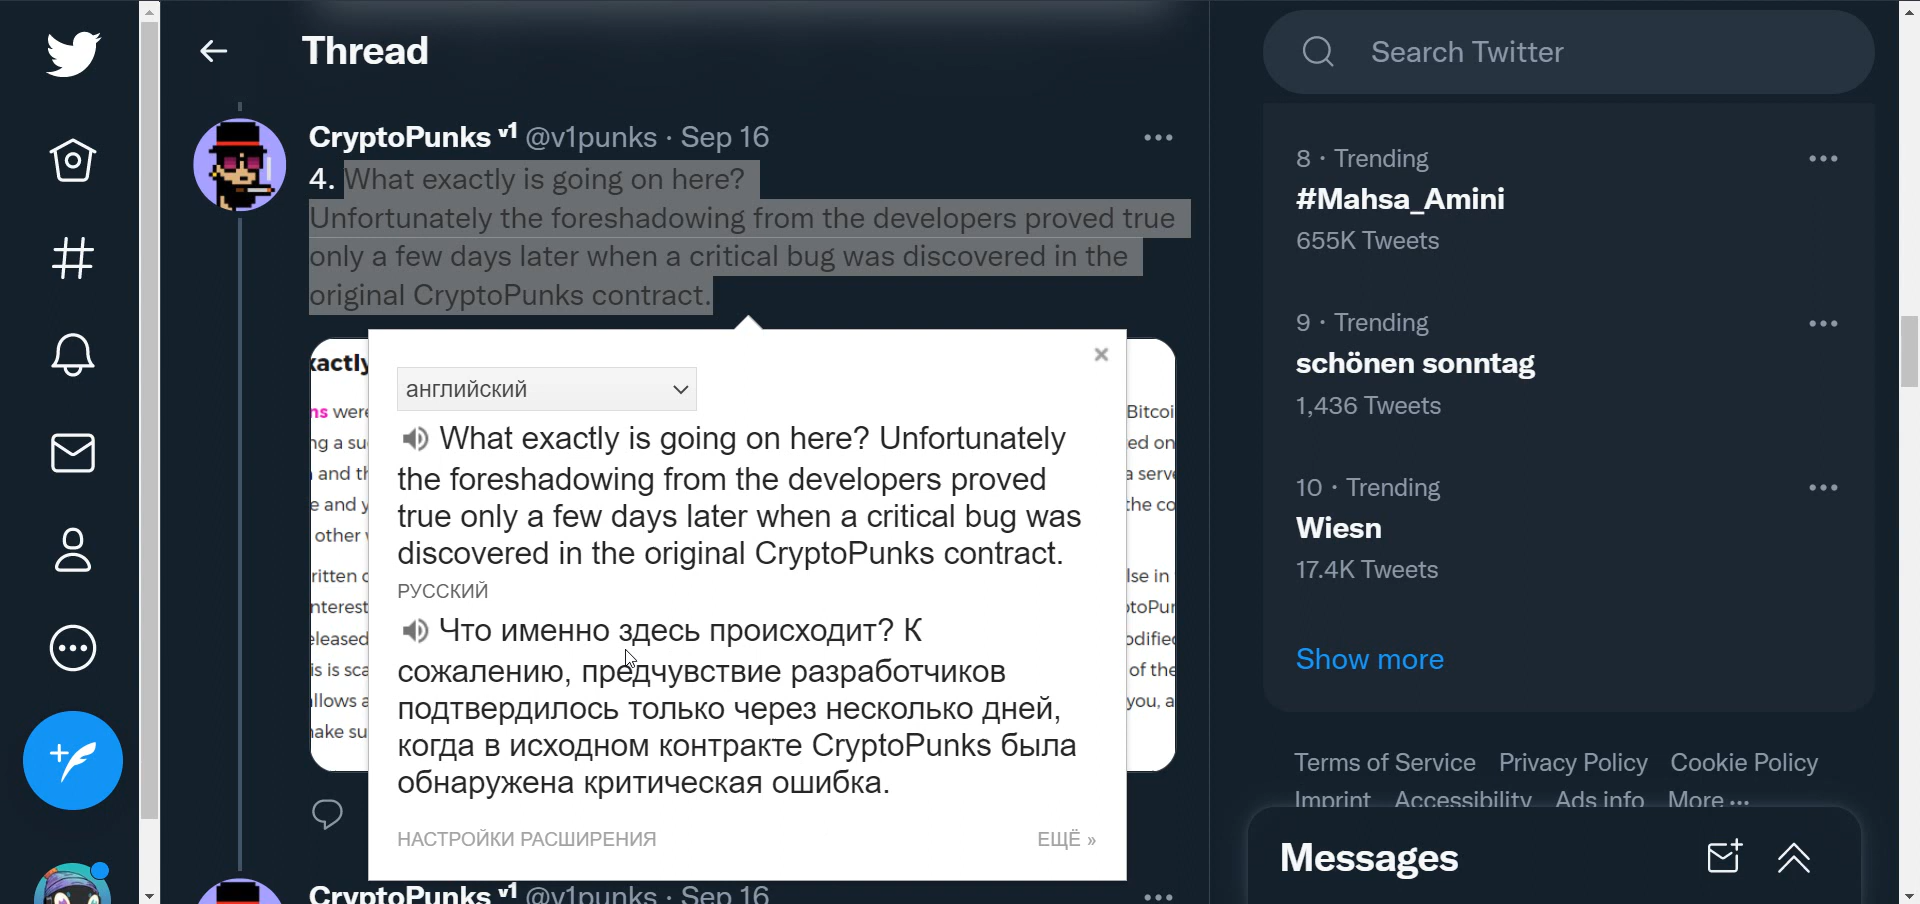 Thread
CryptoPunks v1 @v1punks · Sep 16
4. What exactly is going on here?
Unfortunately the foreshadowing from the developers proved true
only a few days later when a critical bug was discovered in the
original CryptoPunks contract.
английский
What exactly is going on here? Unfortunately
the foreshadowing from the developers proved
true only a few days later when a critical bug was
discovered in the original CryptoPunks contract.
РУССКИЙ
Что именно здесь происходит? К
сожалению, предчувствие разработчиков
подтвердилось только через несколько дней,
когда в исходном контракте CryptoPunks была
обнаружена критическая ошибка.
НАСТРОЙКИ РАСШИРЕНИЯ
ЕЩЁ »
CryptoPunks v1 @v1punks · Sep 16
Search Twitter
8 · Trending
#Mahsa_Amini
655K Tweets
9 · Trending
schönen sonntag
1,436 Tweets
10 · Trending
Wiesn
17.4K Tweets
Show more
Terms of Service Privacy Policy Cookie Policy
Imprint Accessibility Ads info More ···
Messages